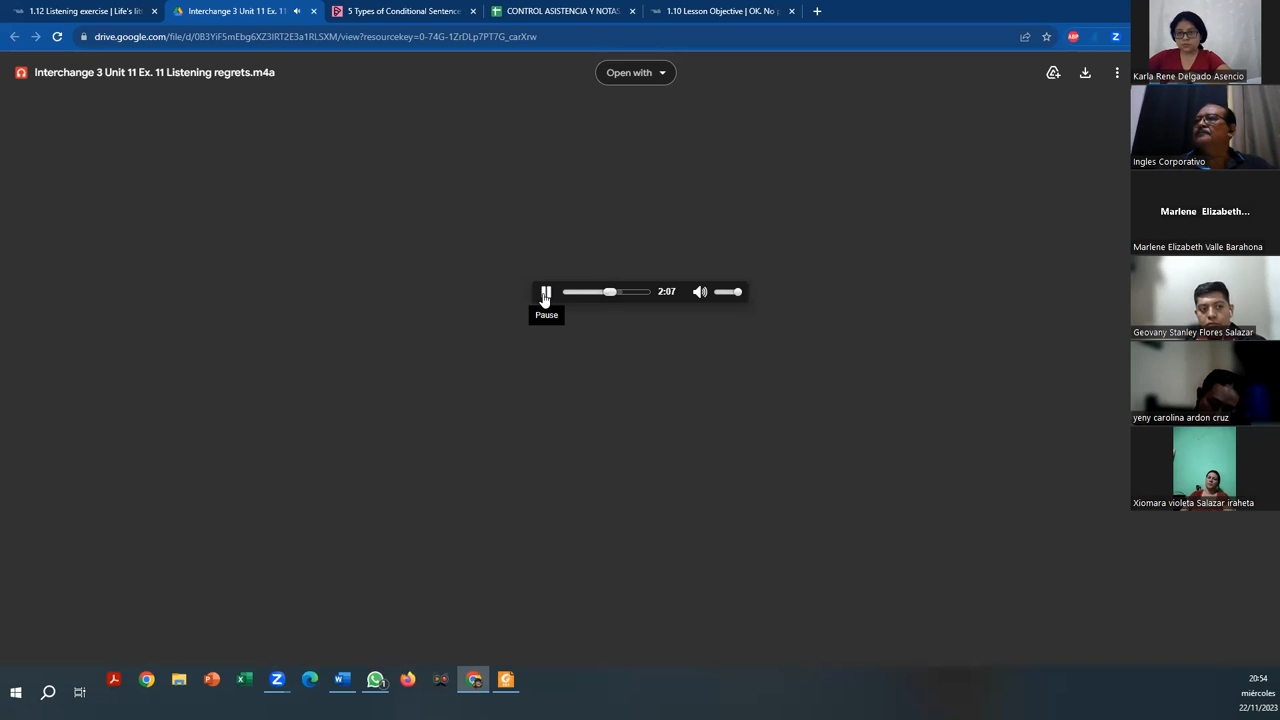 1.12 Listening exercise | Life's litt
Interchange 3 Unit 11 Ex. 11
5 Types of Conditional Sentence
CONTROL ASISTENCIA Y NOTAS
1.10 Lesson Objective | OK. No p
drive.google.com/file/d/0B3YiF5mEbg6XZ3lRT2E3a1RLSXM/view?resourcekey=0-74G-1ZrDLp7PT7G_carXrw
ABP
Z
Interchange 3 Unit 11 Ex. 11 Listening regrets.m4a
Open with
Karla Rene Delgado Asencio
Ingles Corporativo
Marlene Elizabeth...
Marlene Elizabeth Valle Barahona
2:07
Pause
Geovany Stanley Flores Salazar
yeny carolina ardon cruz
Xiomara violeta Salazar iraheta
20:54
miércoles
22/11/2023